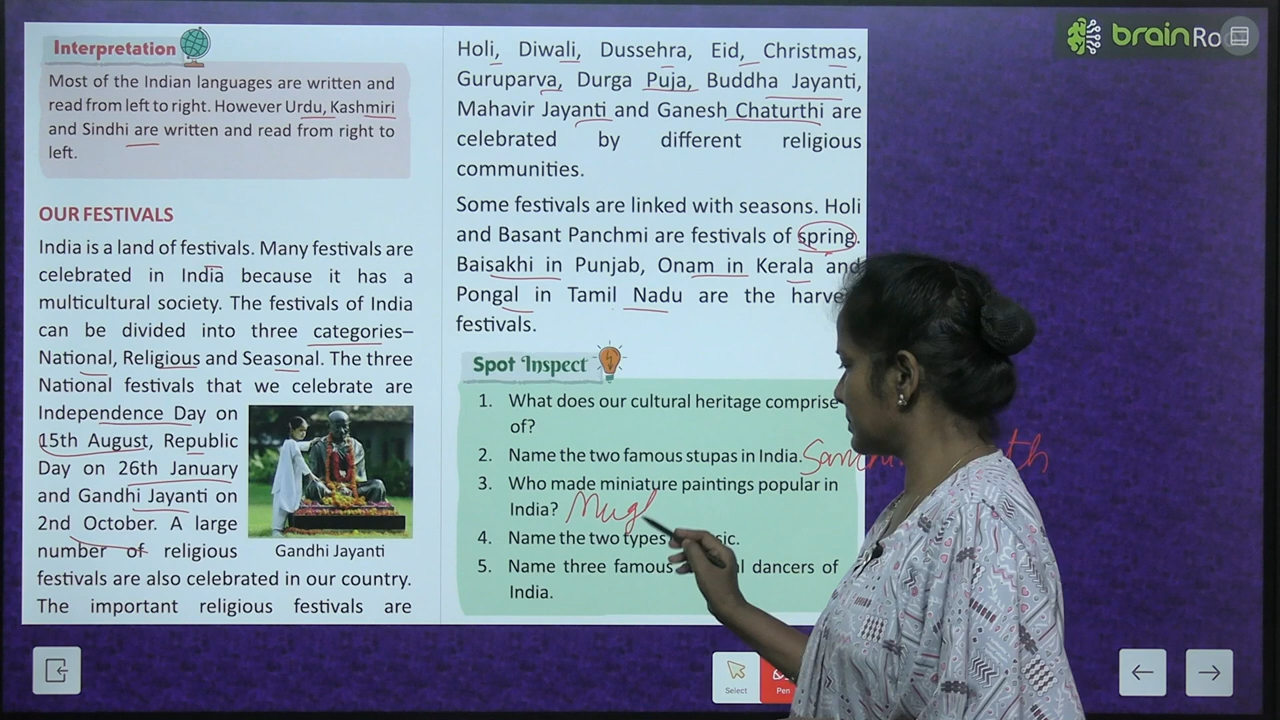 Interpretation
Most of the Indian languages are written and
read from left to right. However Urdu, Kashmiri
and Sindhi are written and read from right to
left.
OUR FESTIVALS
India is a land of festivals. Many festivals are
celebrated in India because it has a
multicultural society. The festivals of India
can be divided into three categories–
National, Religious and Seasonal. The three
National festivals that we celebrate are
Independence Day on
15th August, Republic
Day on 26th January
and Gandhi Jayanti on
2nd October. A large
number of religious
Gandhi Jayanti
festivals are also celebrated in our country.
The important religious festivals are
Holi, Diwali, Dussehra, Eid, Christmas,
Guruparva, Durga Puja, Buddha Jayanti,
Mahavir Jayanti and Ganesh Chaturthi are
celebrated by different religious
communities.
Some festivals are linked with seasons. Holi
and Basant Panchmi are festivals of spring.
Baisakhi in Punjab, Onam in Kerala and
Pongal in Tamil Nadu are the
festivals.
Spot Inspect
1. What does our cultural heritage comprise
of?
2. Name the two famous stupas in India.
3. Who made miniature paintings popular in
India? Mugl
4. Name the two types
5. Name three famous dancers of
India.
brain
Select
Pen